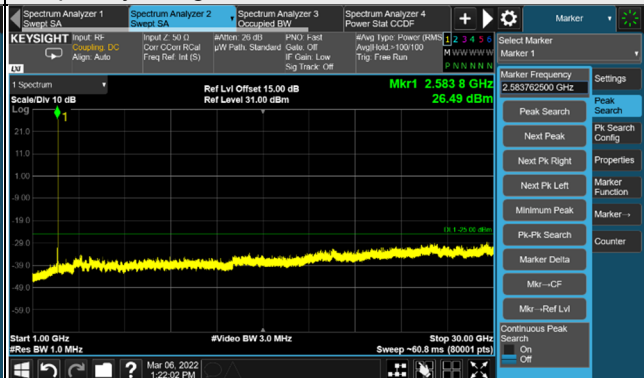 Spectrum Analyzer 1
Swept SA
Spectrum Analyzer 2
Swept SA
Spectrum Analyzer 3
Occupied BW
Spectrum Analyzer 4
Power Stat CCDF
+
Marker
KEYSIGHT
Input: RF
Coupling: DC
Align: Auto
Input Z: 50 Ω
Corr CCorr RCal
Freq Ref: Int (S)
#Atten: 26 dB
µW Path: Standard
PNO: Fast
Gate: Off
IF Gain: Low
Sig Track: Off
#Avg Type: Power (RMS)
Avg|Hold:>100/100
Trig: Free Run
1 2 3 4 5 6
M W W W W W
P N N N N N
LXI
Select Marker
Marker 1
1 Spectrum
Scale/Div 10 dB
Log
Ref Lvl Offset 15.00 dB
Ref Level 31.00 dBm
Mkr1 2.583 8 GHz
26.49 dBm
1
21.0
11.0
1.00
-9.00
-19.0
-29.0
-39.0
-49.0
-59.0
DL1 -25.00 dBm
Start 1.00 GHz
#Res BW 1.0 MHz
#Video BW 3.0 MHz
Stop 30.00 GHz
Sweep ~60.8 ms (80001 pts)
Marker Frequency
2.583762500 GHz
Peak Search
Next Peak
Next Pk Right
Next Pk Left
Minimum Peak
Pk-Pk Search
Marker Delta
Mkr→CF
Mkr→Ref Lvl
Continuous Peak
Search
On
Off
Settings
Peak
Search
Pk Search
Config
Properties
Marker
Function
Marker→
Counter
?
Mar 06, 2022
1:22:02 PM